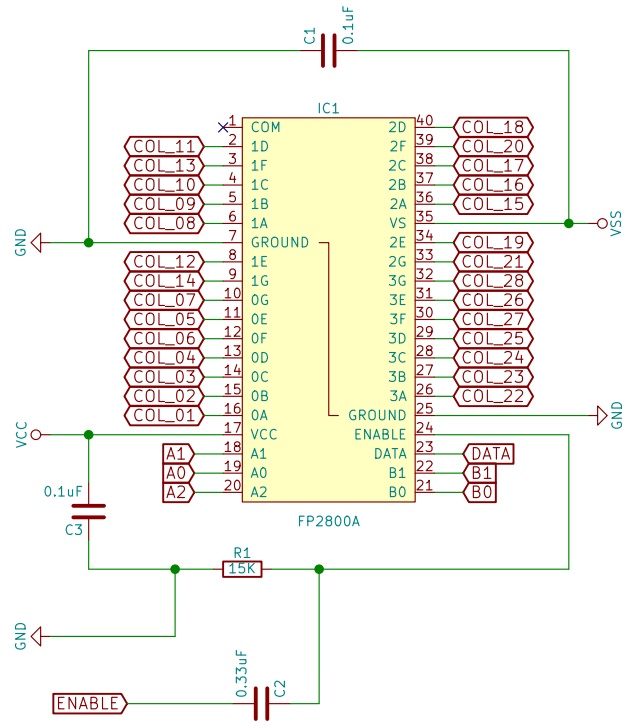 0.1uF
C1
IC1
1 COM 2D 40 COL_18
COL_11 2 1D 2F 39 COL_20
COL_13 3 1F 2C 38 COL_17
COL_10 4 1C 2B 37 COL_16
COL_09 5 1B 2A 36 COL_15
COL_08 6 1A VS 35 VSS
GND 7 GROUND 2E 34 COL_19
COL_12 8 1E 2G 33 COL_21
COL_14 9 1G 3G 32 COL_28
COL_07 10 0G 3E 31 COL_26
COL_05 11 0E 3F 30 COL_27
COL_06 12 0F 3D 29 COL_25
COL_04 13 0D 3C 28 COL_24
COL_03 14 0C 3B 27 COL_23
COL_02 15 0B 3A 26 COL_22
COL_01 16 0A GROUND 25 GND
VCC 17 VCC ENABLE 24
A1 18 A1 DATA 23 DATA
A0 19 A0 B1 22 B1
A2 20 A2 B0 21 B0
0.1uF
C3
FP2800A
R1
15K
GND
0.33uF
C2
ENABLE